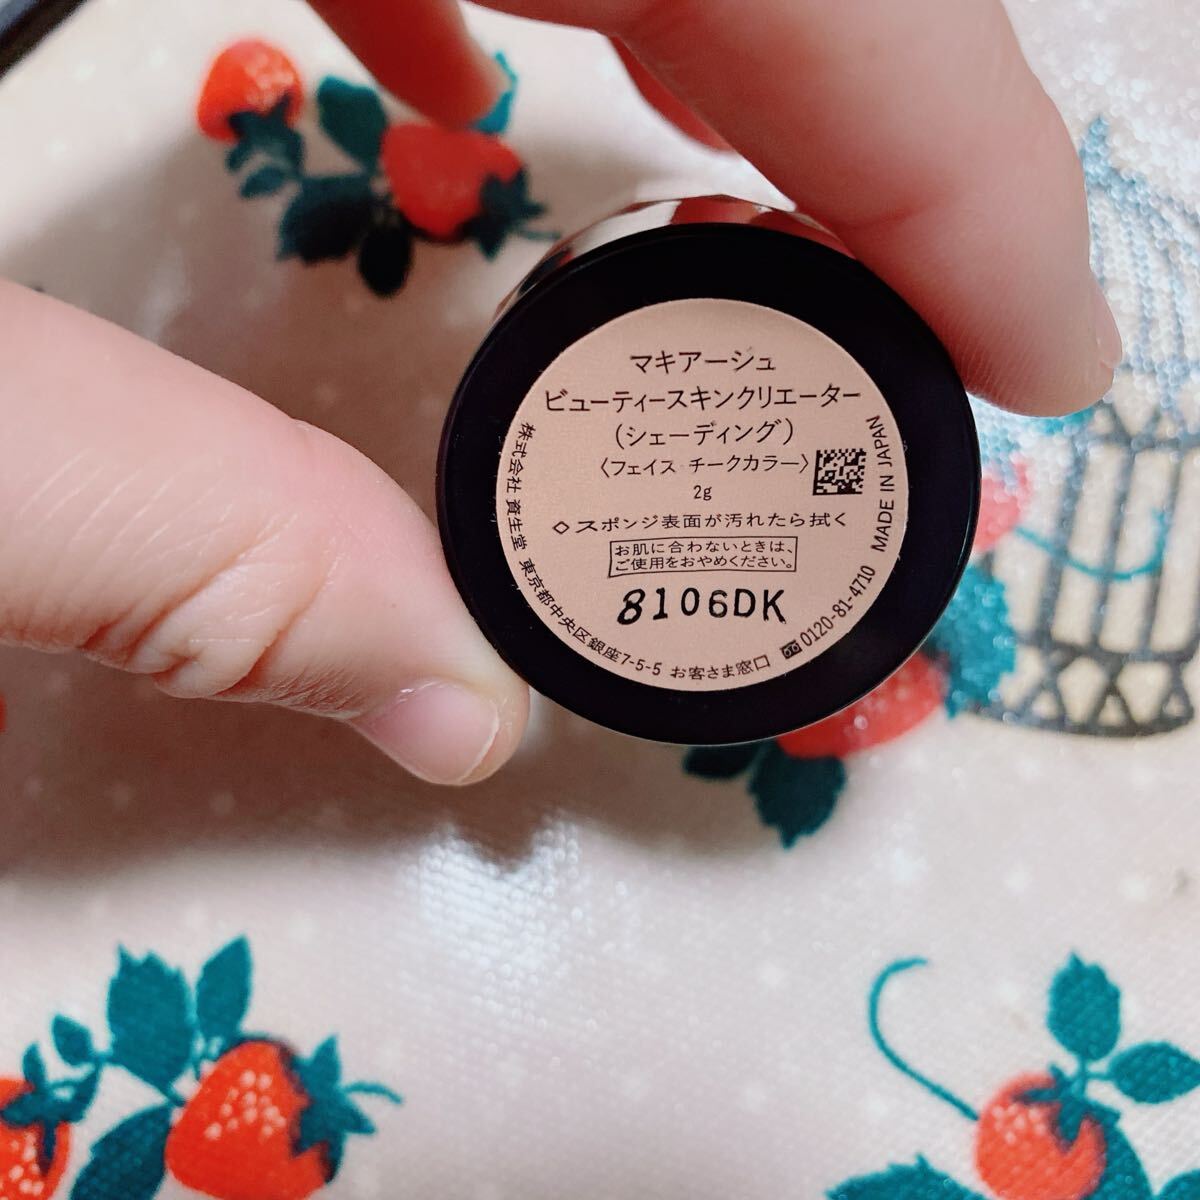 マキアージュ
ビューティースキンクリエーター
(シェーディング)
〈フェイス チークカラー〉
2g
◇スポンジ表面が汚れたら拭く
お肌に合わないときは、
ご使用をおやめください。
8106DK
株式会社 資生堂 東京都中央区銀座7-5-5 お客さま窓口 0120-81-4710 MADE IN JAPAN